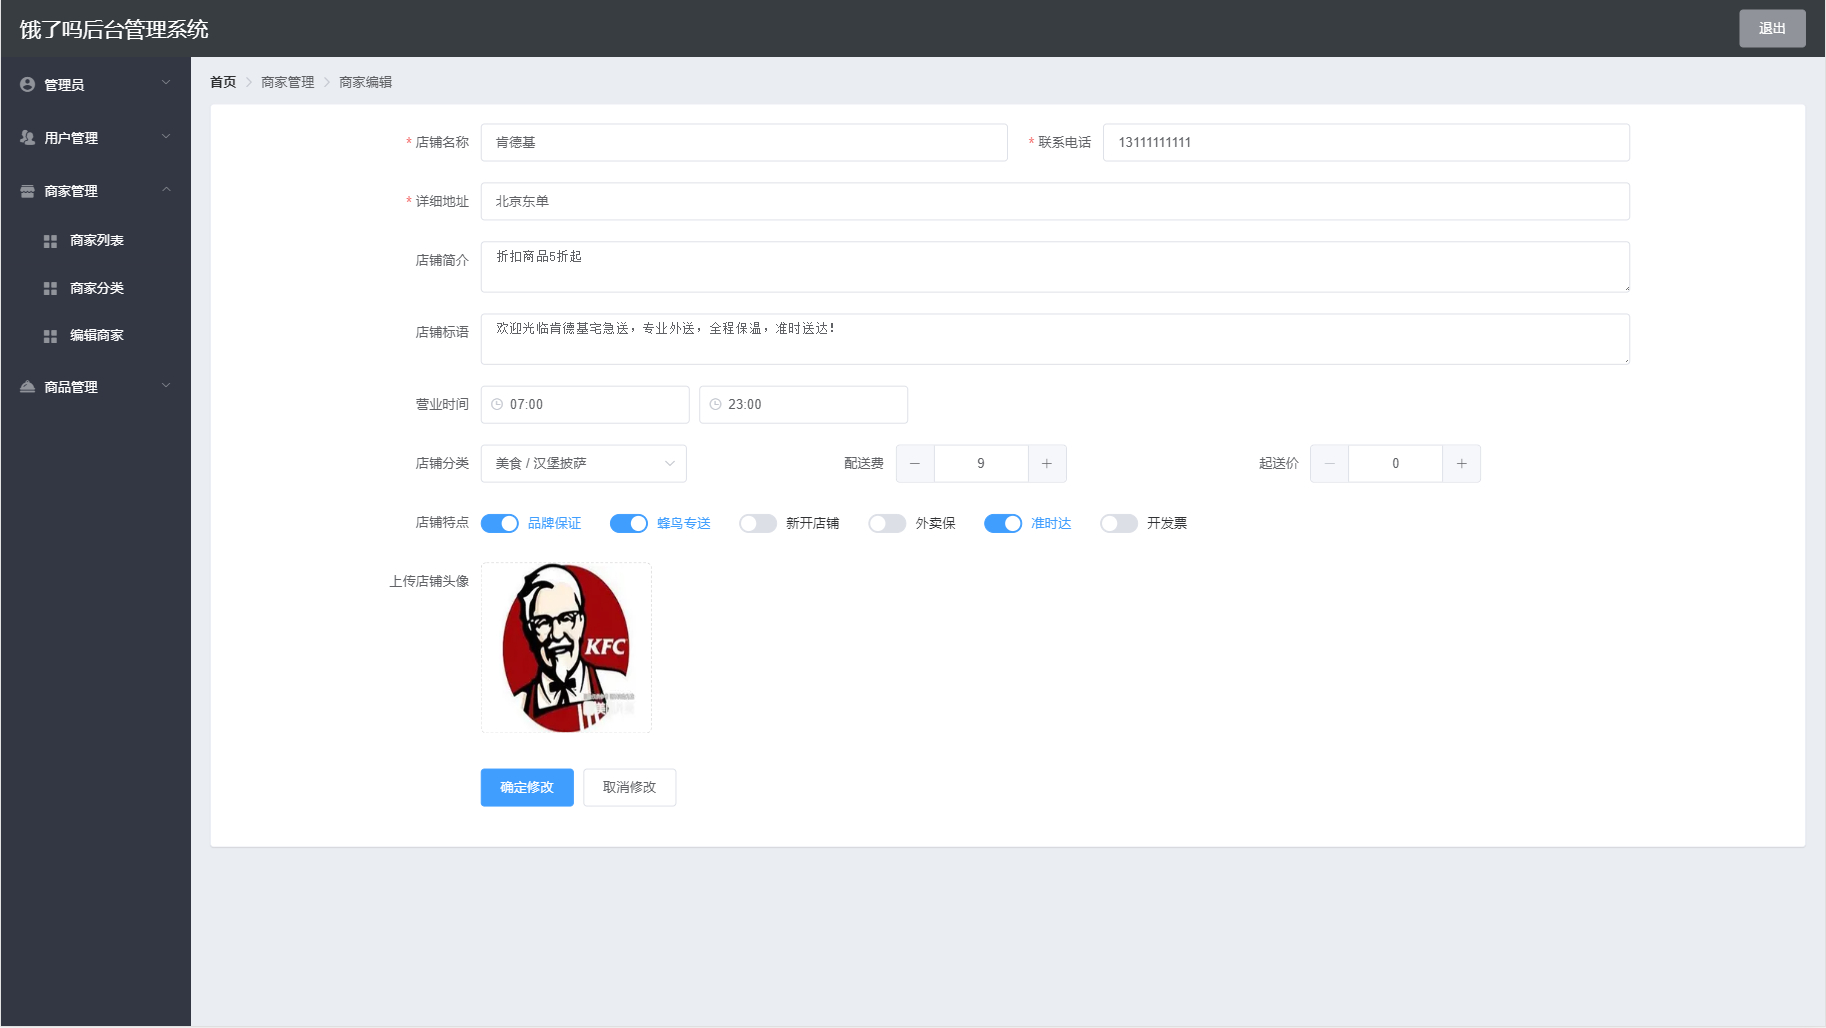 饿了吗后台管理系统
退出
管理员
用户管理
商家管理
商家列表
商家分类
编辑商家
商品管理
首页 > 商家管理 > 商家编辑
* 店铺名称 肯德基 * 联系电话 13111111111
* 详细地址 北京东单
店铺简介 折扣商品5折起
店铺标语 欢迎光临肯德基宅急送，专业外送，全程保温，准时送达！
营业时间 07:00 23:00
店铺分类 美食 / 汉堡披萨 配送费 − 9 + 起送价 − 0 +
店铺特点 品牌保证 蜂鸟专送 新开店铺 外卖保 准时达 开发票
上传店铺头像
KFC
确定修改 取消修改